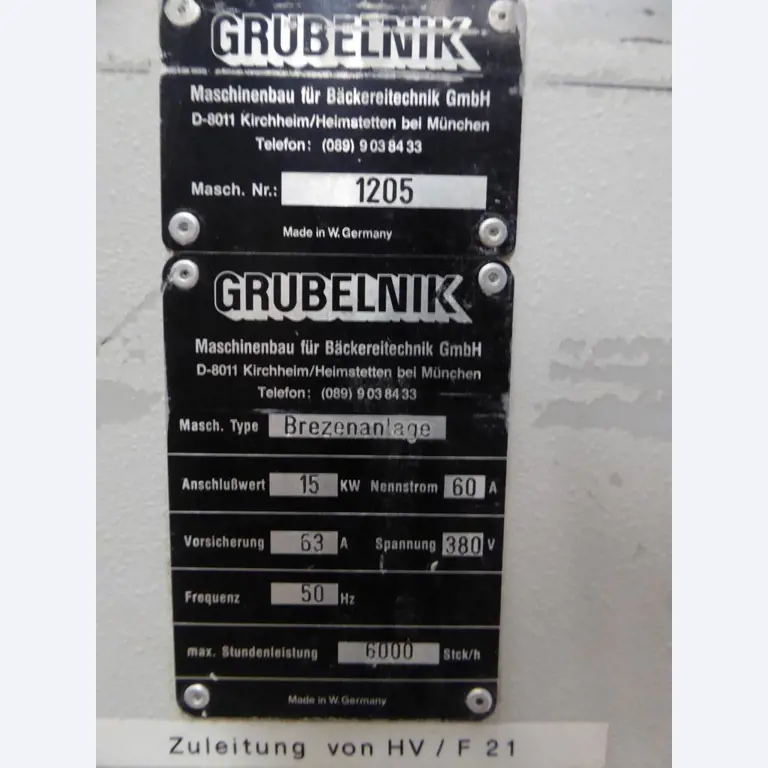 GRUBELNIK
Maschinenbau für Bäckereitechnik GmbH
D-8011 Kirchheim/Heimstetten bei München
Telefon: (089) 9 03 84 33
Masch. Nr.: 1205
Made in W. Germany
GRUBELNIK
Maschinenbau für Bäckereitechnik GmbH
D-8011 Kirchheim/Heimstetten bei München
Telefon: (089) 9 03 84 33
Masch. Type Brezenanlage
Anschlußwert 15 KW Nennstrom 60 A
Vorsicherung 63 A Spannung 380 V
Frequenz 50 Hz
max. Stundenleistung 6000 Stck/h
Made in W. Germany
Zuleitung von HV / F 21